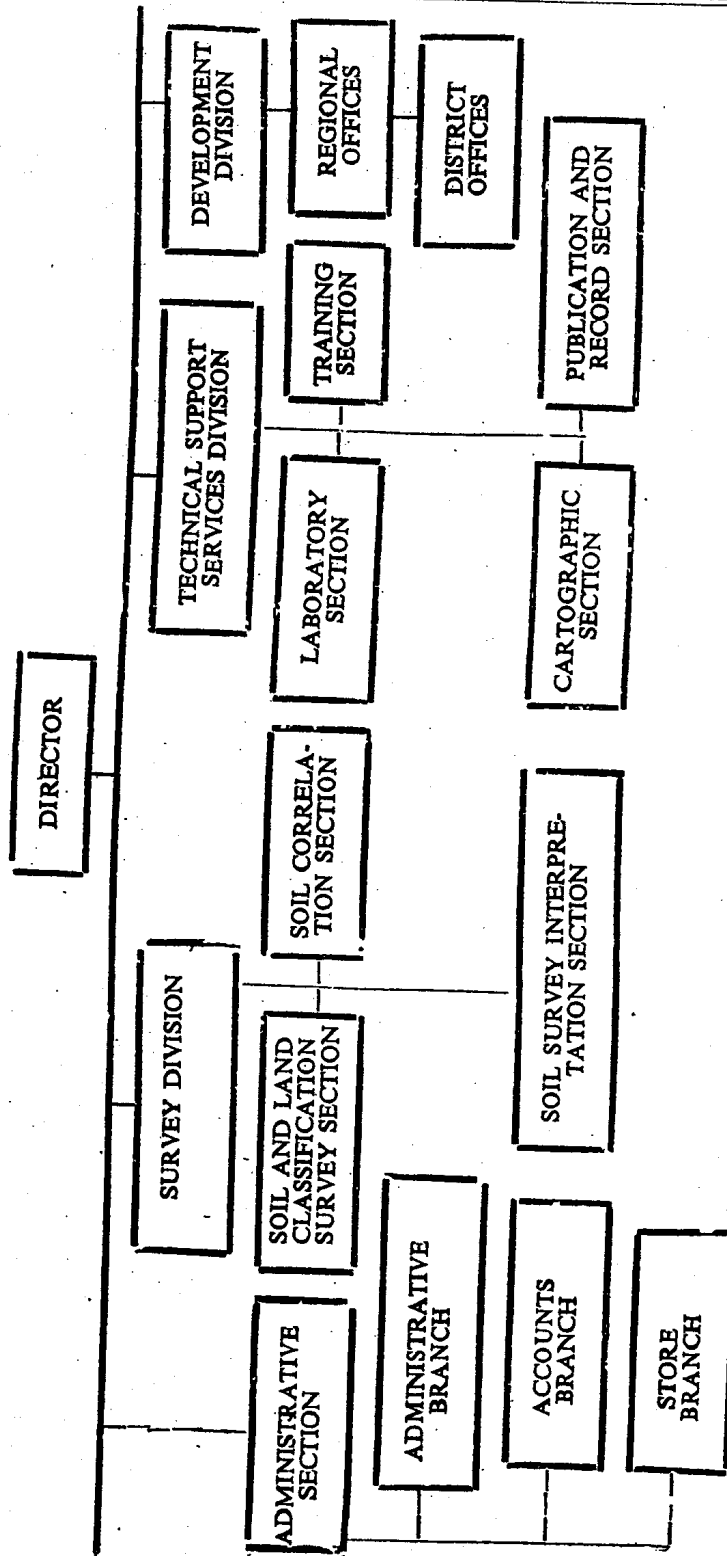 DIRECTOR
SURVEY DIVISION
TECHNICAL SUPPORT
SERVICES DIVISION
DEVELOPMENT
DIVISION
ADMINISTRATIVE
SECTION
SOIL AND LAND
CLASSIFICATION
SURVEY SECTION
SOIL CORRELA-
TION SECTION
LABORATORY
SECTION
TRAINING
SECTION
REGIONAL
OFFICES
ADMINISTRATIVE
BRANCH
DISTRICT
OFFICES
ACCOUNTS
BRANCH
SOIL SURVEY INTERPRE-
TATION SECTION
CARTOGRAPHIC
SECTION
PUBLICATION AND
RECORD SECTION
STORE
BRANCH